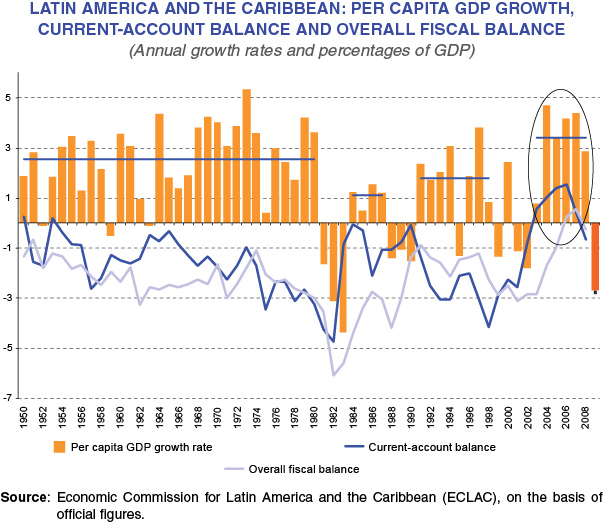 LATIN AMERICA AND THE CARIBBEAN: PER CAPITA GDP GROWTH,
CURRENT-ACCOUNT BALANCE AND OVERALL FISCAL BALANCE
(Annual growth rates and percentages of GDP)
5
3
1
-1
-3
-5
-7
1950 1952 1954 1956 1958 1960 1962 1964 1966 1968 1970 1972 1974 1976 1978 1980 1982 1984 1986 1988 1990 1992 1994 1996 1998 2000 2002 2004 2006 2008
Per capita GDP growth rate Current-account balance
Overall fiscal balance
Source: Economic Commission for Latin America and the Caribbean (ECLAC), on the basis of
official figures.